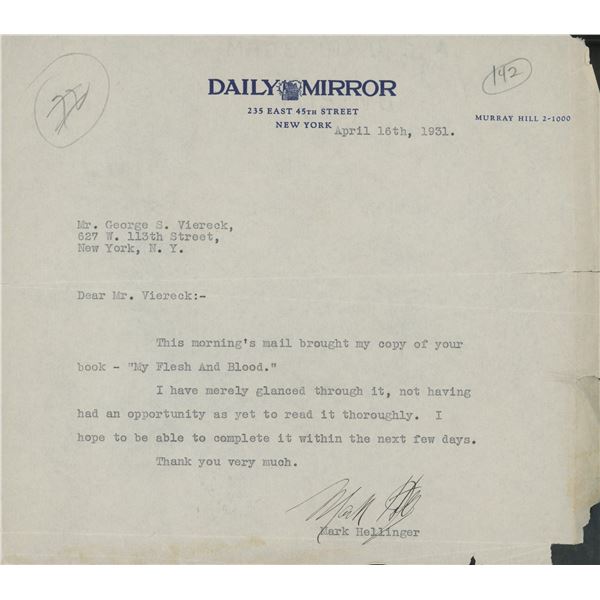 142
DAILY MIRROR
235 EAST 45TH STREET
NEW YORK
MURRAY HILL 2-1000
April 16th, 1931.
Mr. George S. Viereck,
627 W. 113th Street,
New York, N. Y.
Dear Mr. Viereck:-
This morning's mail brought my copy of your
book - "My Flesh And Blood."
I have merely glanced through it, not having
had an opportunity as yet to read it thoroughly. I
hope to be able to complete it within the next few days.
Thank you very much.
Mark
Mark Hellinger